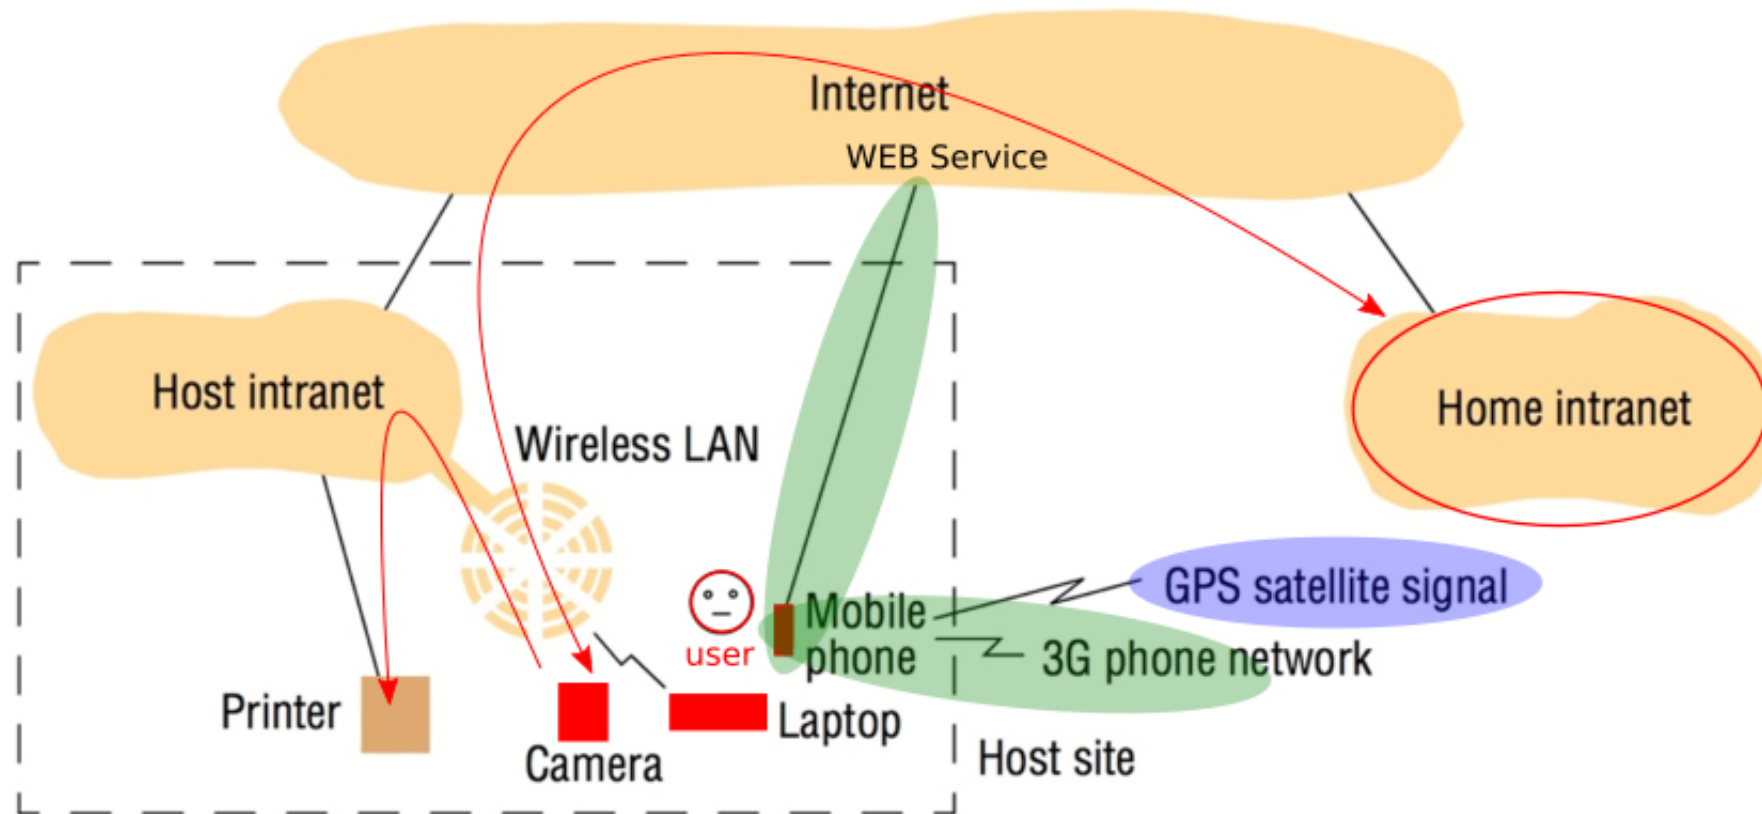 Internet
WEB Service
Host intranet
Wireless LAN
Home intranet
GPS satellite signal
Mobile
phone
user
3G phone network
Printer
Laptop
Camera
Host site